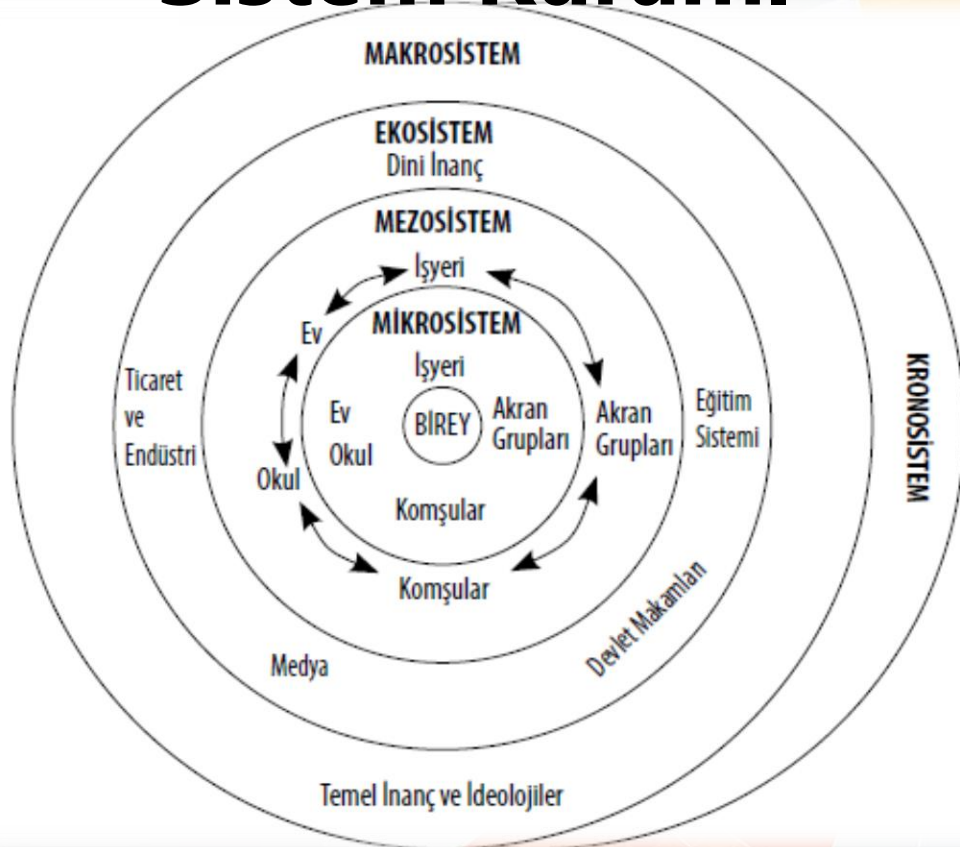 Sistem Kuramı
MAKROSİSTEM
EKOSİSTEM
Dini İnanç
MEZOSİSTEM
İşyeri
MİKROSİSTEM
Ev
İşyeri
Ticaret
ve
Endüstri
Ev
Okul
BİREY
Akran
Grupları
Akran
Grupları
Eğitim
Sistemi
KRONOSİSTEM
Okul
Komşular
Komşular
Devlet Makamları
Medya
Temel İnanç ve İdeolojiler